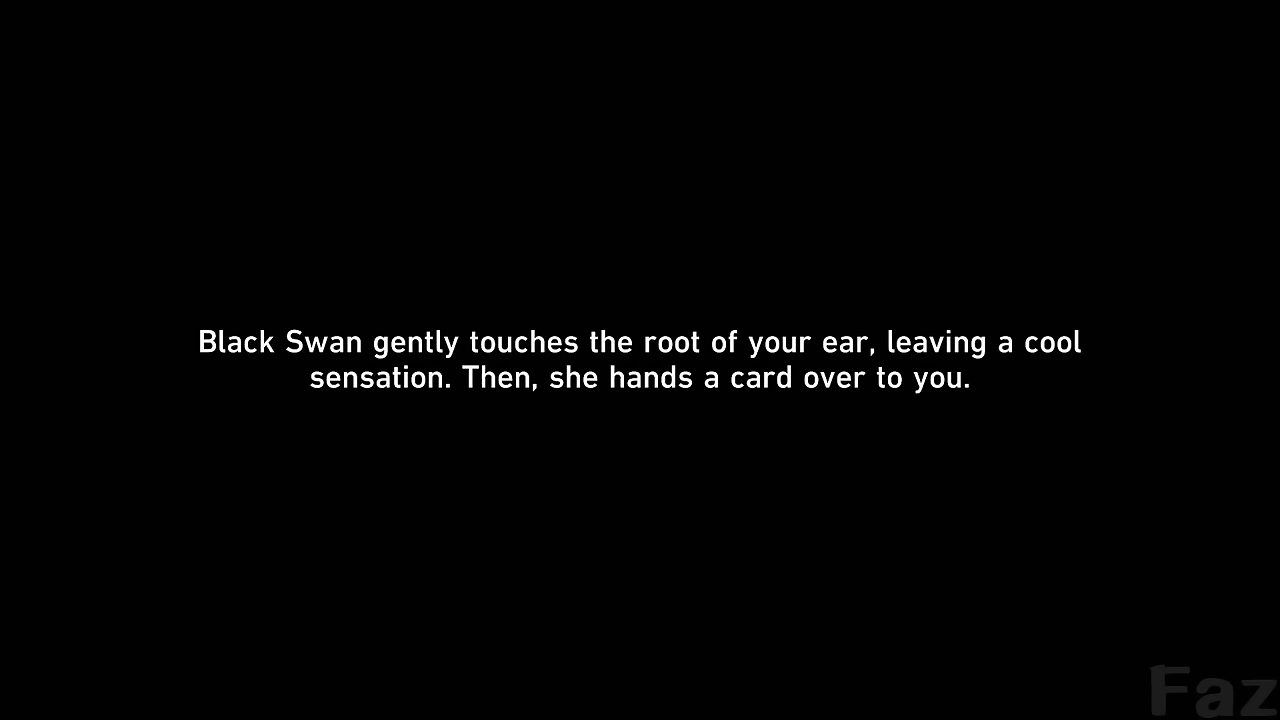 Black Swan gently touches the root of your ear, leaving a cool
sensation. Then, she hands a card over to you.
Faz